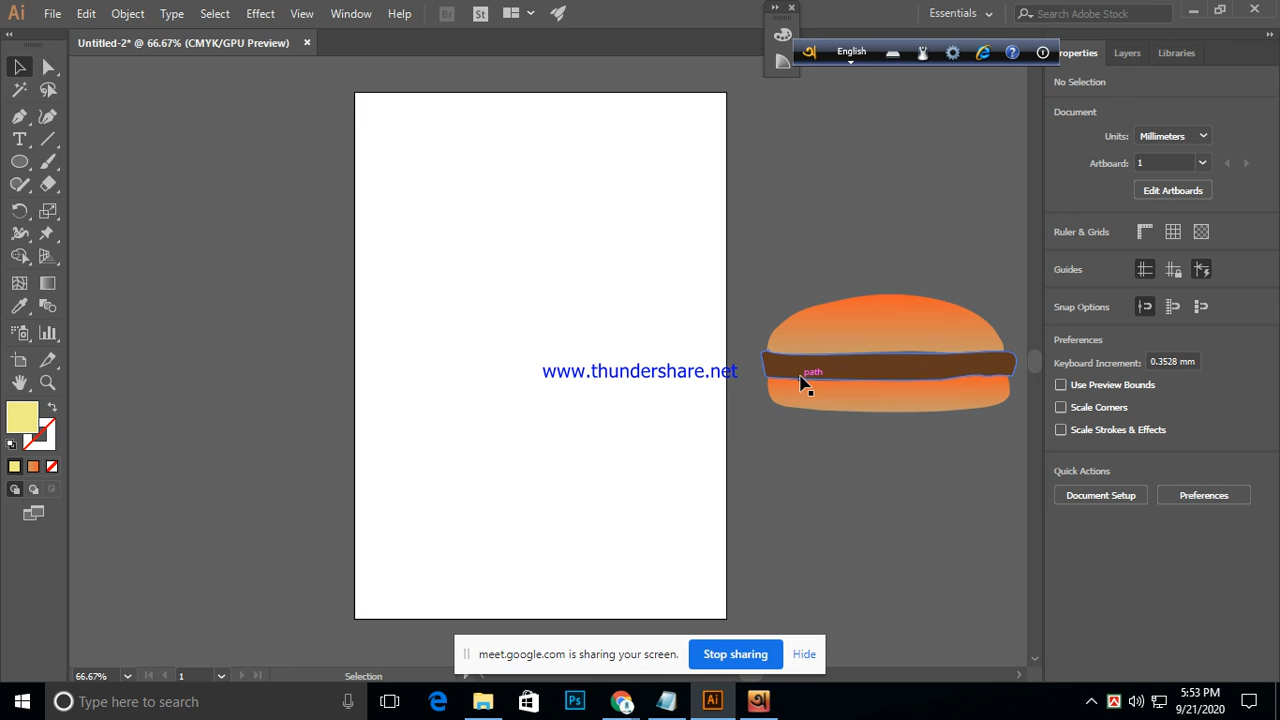 Ai File Edit Object Type Select Effect View Window Help Br St Essentials Search Adobe Stock
Untitled-2* @ 66.67% (CMYK/GPU Preview)
অ English
Properties Layers Libraries
No Selection
Document
Units: Millimeters
Artboard: 1
Edit Artboards
Ruler & Grids
Guides
Snap Options
Preferences
Keyboard Increment: 0.3528 mm
Use Preview Bounds
Scale Corners
Scale Strokes & Effects
Quick Actions
Document Setup Preferences
www.thundershare.net
path
meet.google.com is sharing your screen. Stop sharing Hide
66.67% 1 Selection
Type here to search Ps Ai অ
5:53 PM
9/21/2020